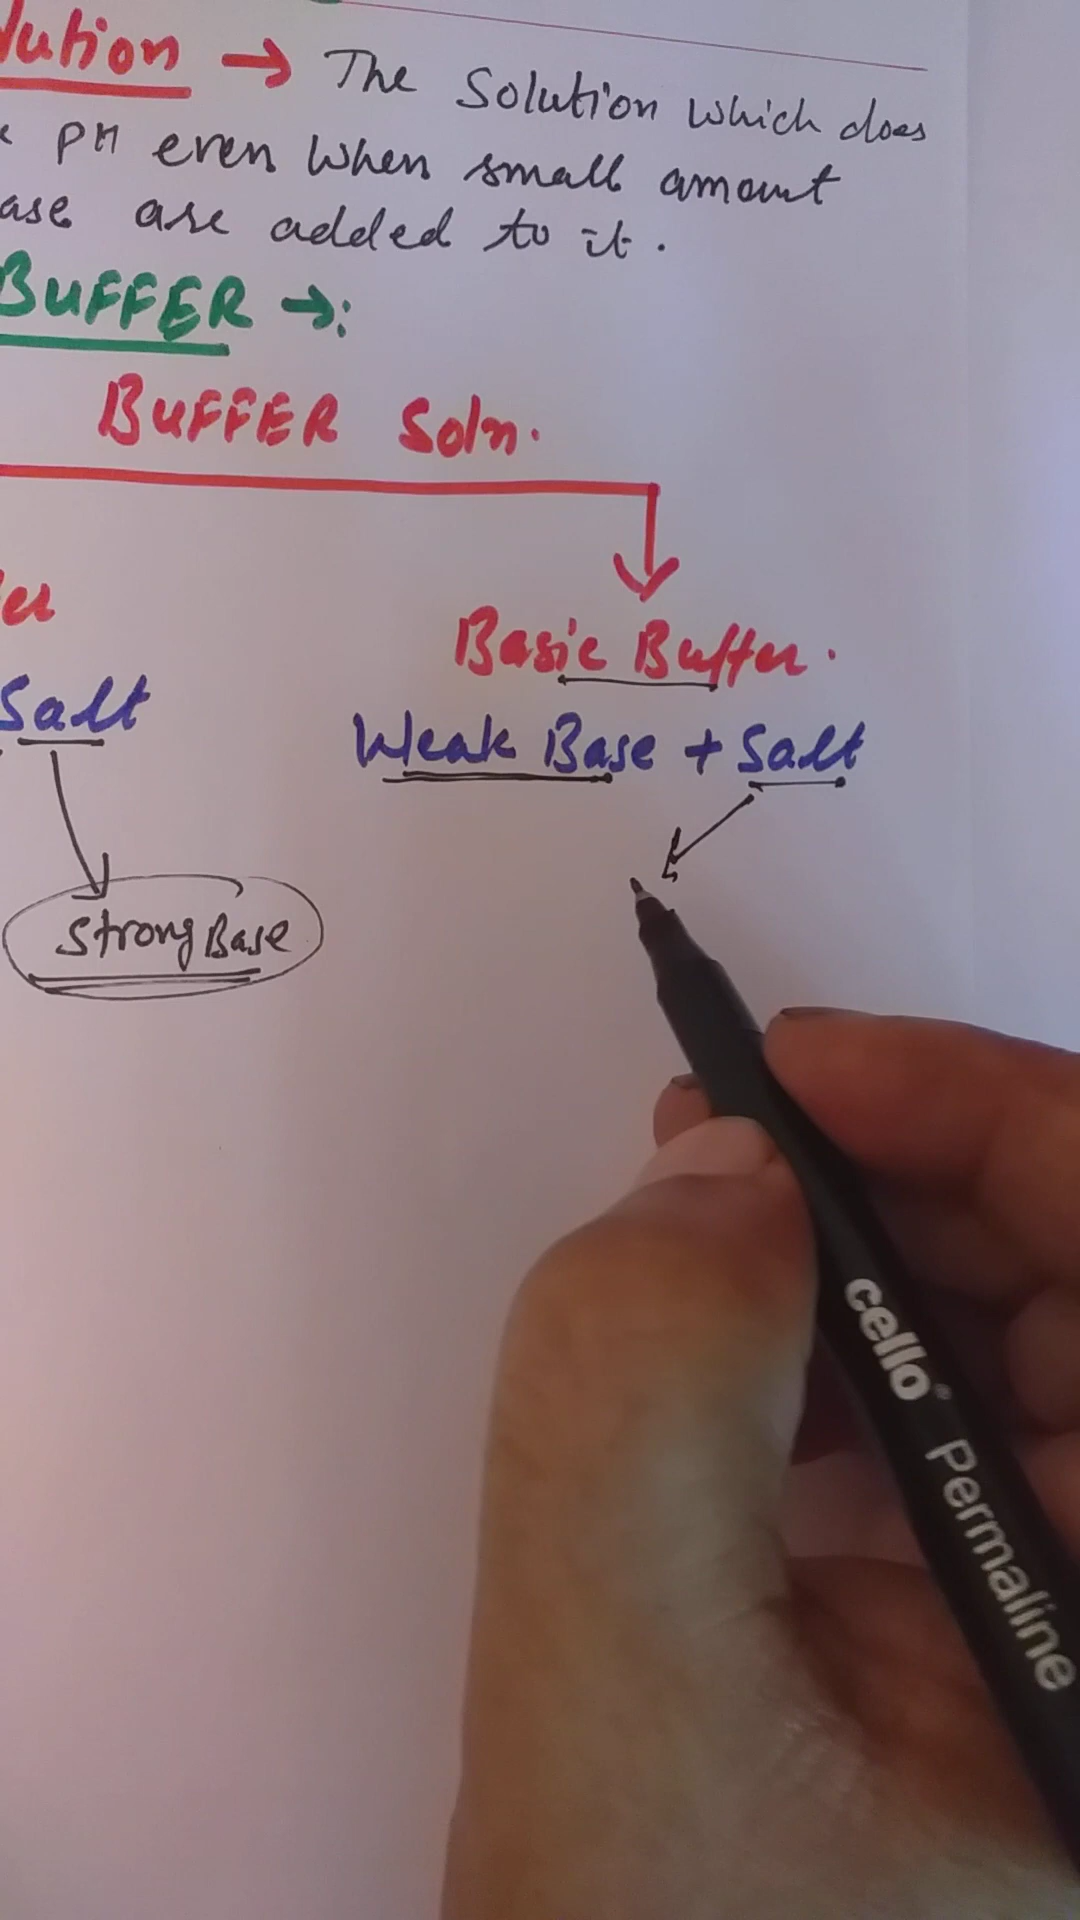 lution → The Solution which does
PH even when small amount
ase are added to it.
BUFFER →:
BUFFER Soln.
er
Basic Buffer.
Salt
Weak Base + Salt
Strong Base
cello Permaline